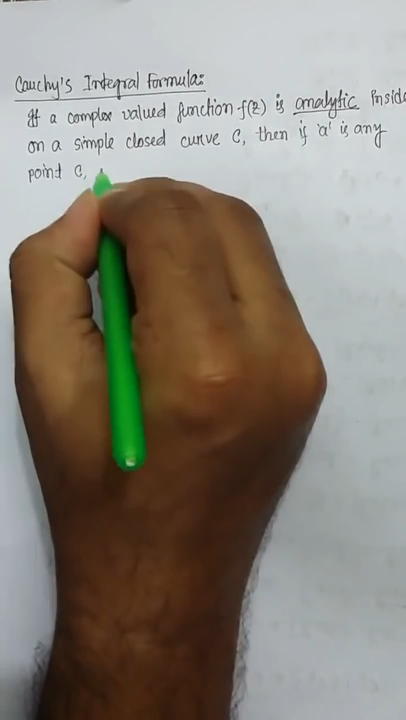 Cauchy's Integral Formula:
If a complex valued function f(z) is analytic inside
on a simple closed curve C, then if 'a' is any
point C,